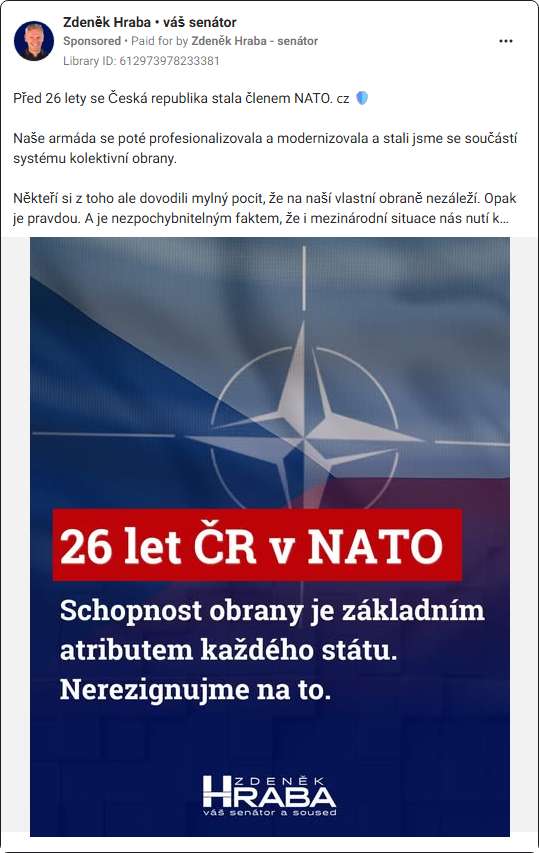 Zdeněk Hraba • váš senátor
Sponsored • Paid for by Zdeněk Hraba - senátor
Library ID: 612973978233381
Před 26 lety se Česká republika stala členem NATO. cz
Naše armáda se poté profesionalizovala a modernizovala a stali jsme se součástí
systému kolektivní obrany.
Někteří si z toho ale dovodili mylný pocit, že na naší vlastní obraně nezáleží. Opak
je pravdou. A je nezpochybnitelným faktem, že i mezinárodní situace nás nutí k…
26 let ČR v NATO
Schopnost obrany je základním
atributem každého státu.
Nerezignujme na to.
ZDENĚK
HRABA
váš senátor a soused